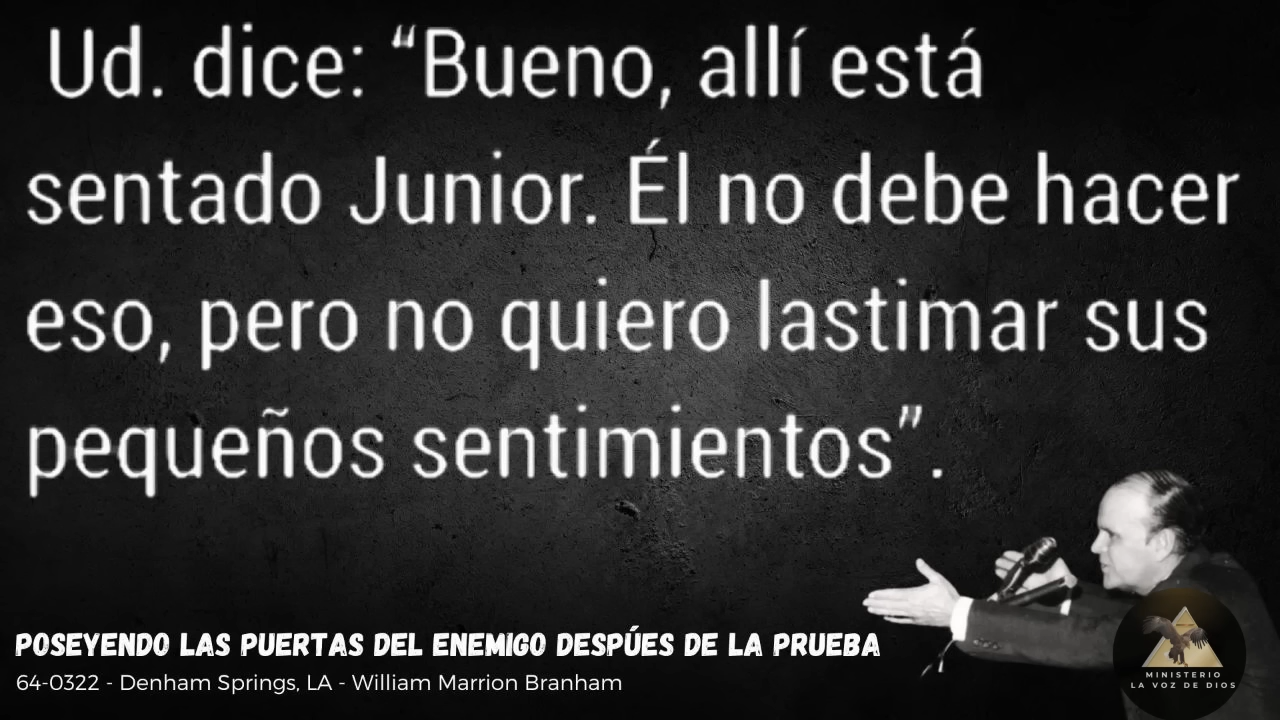 Ud. dice: “Bueno, allí está
sentado Junior. Él no debe hacer
eso, pero no quiero lastimar sus
pequeños sentimientos”.
POSEYENDO LAS PUERTAS DEL ENEMIGO DESPÚES DE LA PRUEBA
64-0322 - Denham Springs, LA - William Marrion Branham
MINISTERIO
LA VOZ DE DIOS